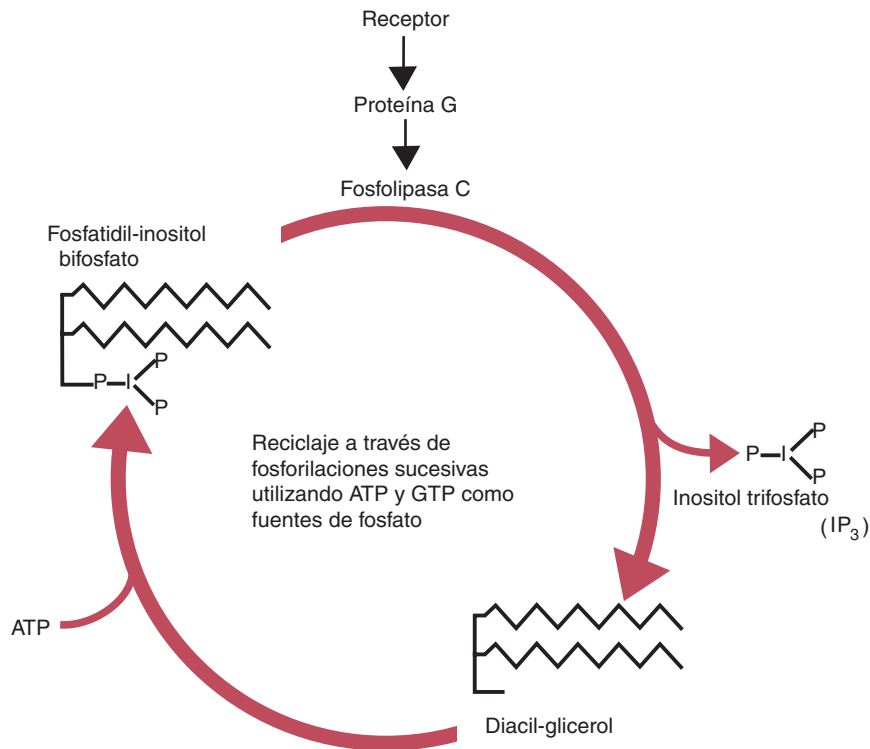 Receptor
Proteína G
Fosfolipasa C
Fosfatidil-inositol
bifosfato
P I P
P
Reciclaje a través de
fosforilaciones sucesivas
utilizando ATP y GTP como
fuentes de fosfato
P I P
P
Inositol trifosfato
(IP3)
ATP
Diacil-glicerol